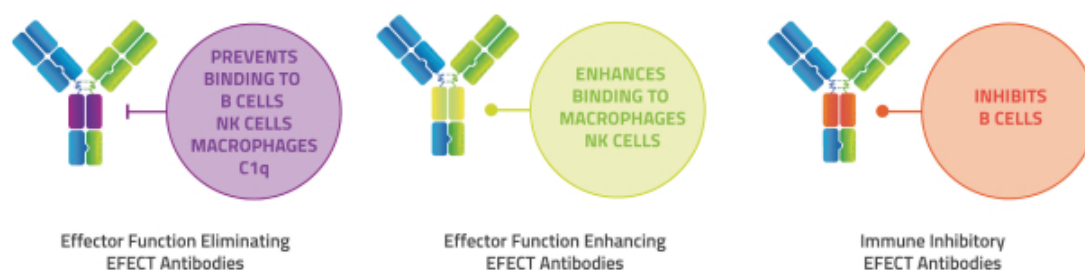 PREVENTS
BINDING TO
B CELLS
NK CELLS
MACROPHAGES
C1q
ENHANCES
BINDING TO
MACROPHAGES
NK CELLS
INHIBITS
B CELLS
Effector Function Eliminating
EFECT Antibodies
Effector Function Enhancing
EFECT Antibodies
Immune Inhibitory
EFECT Antibodies